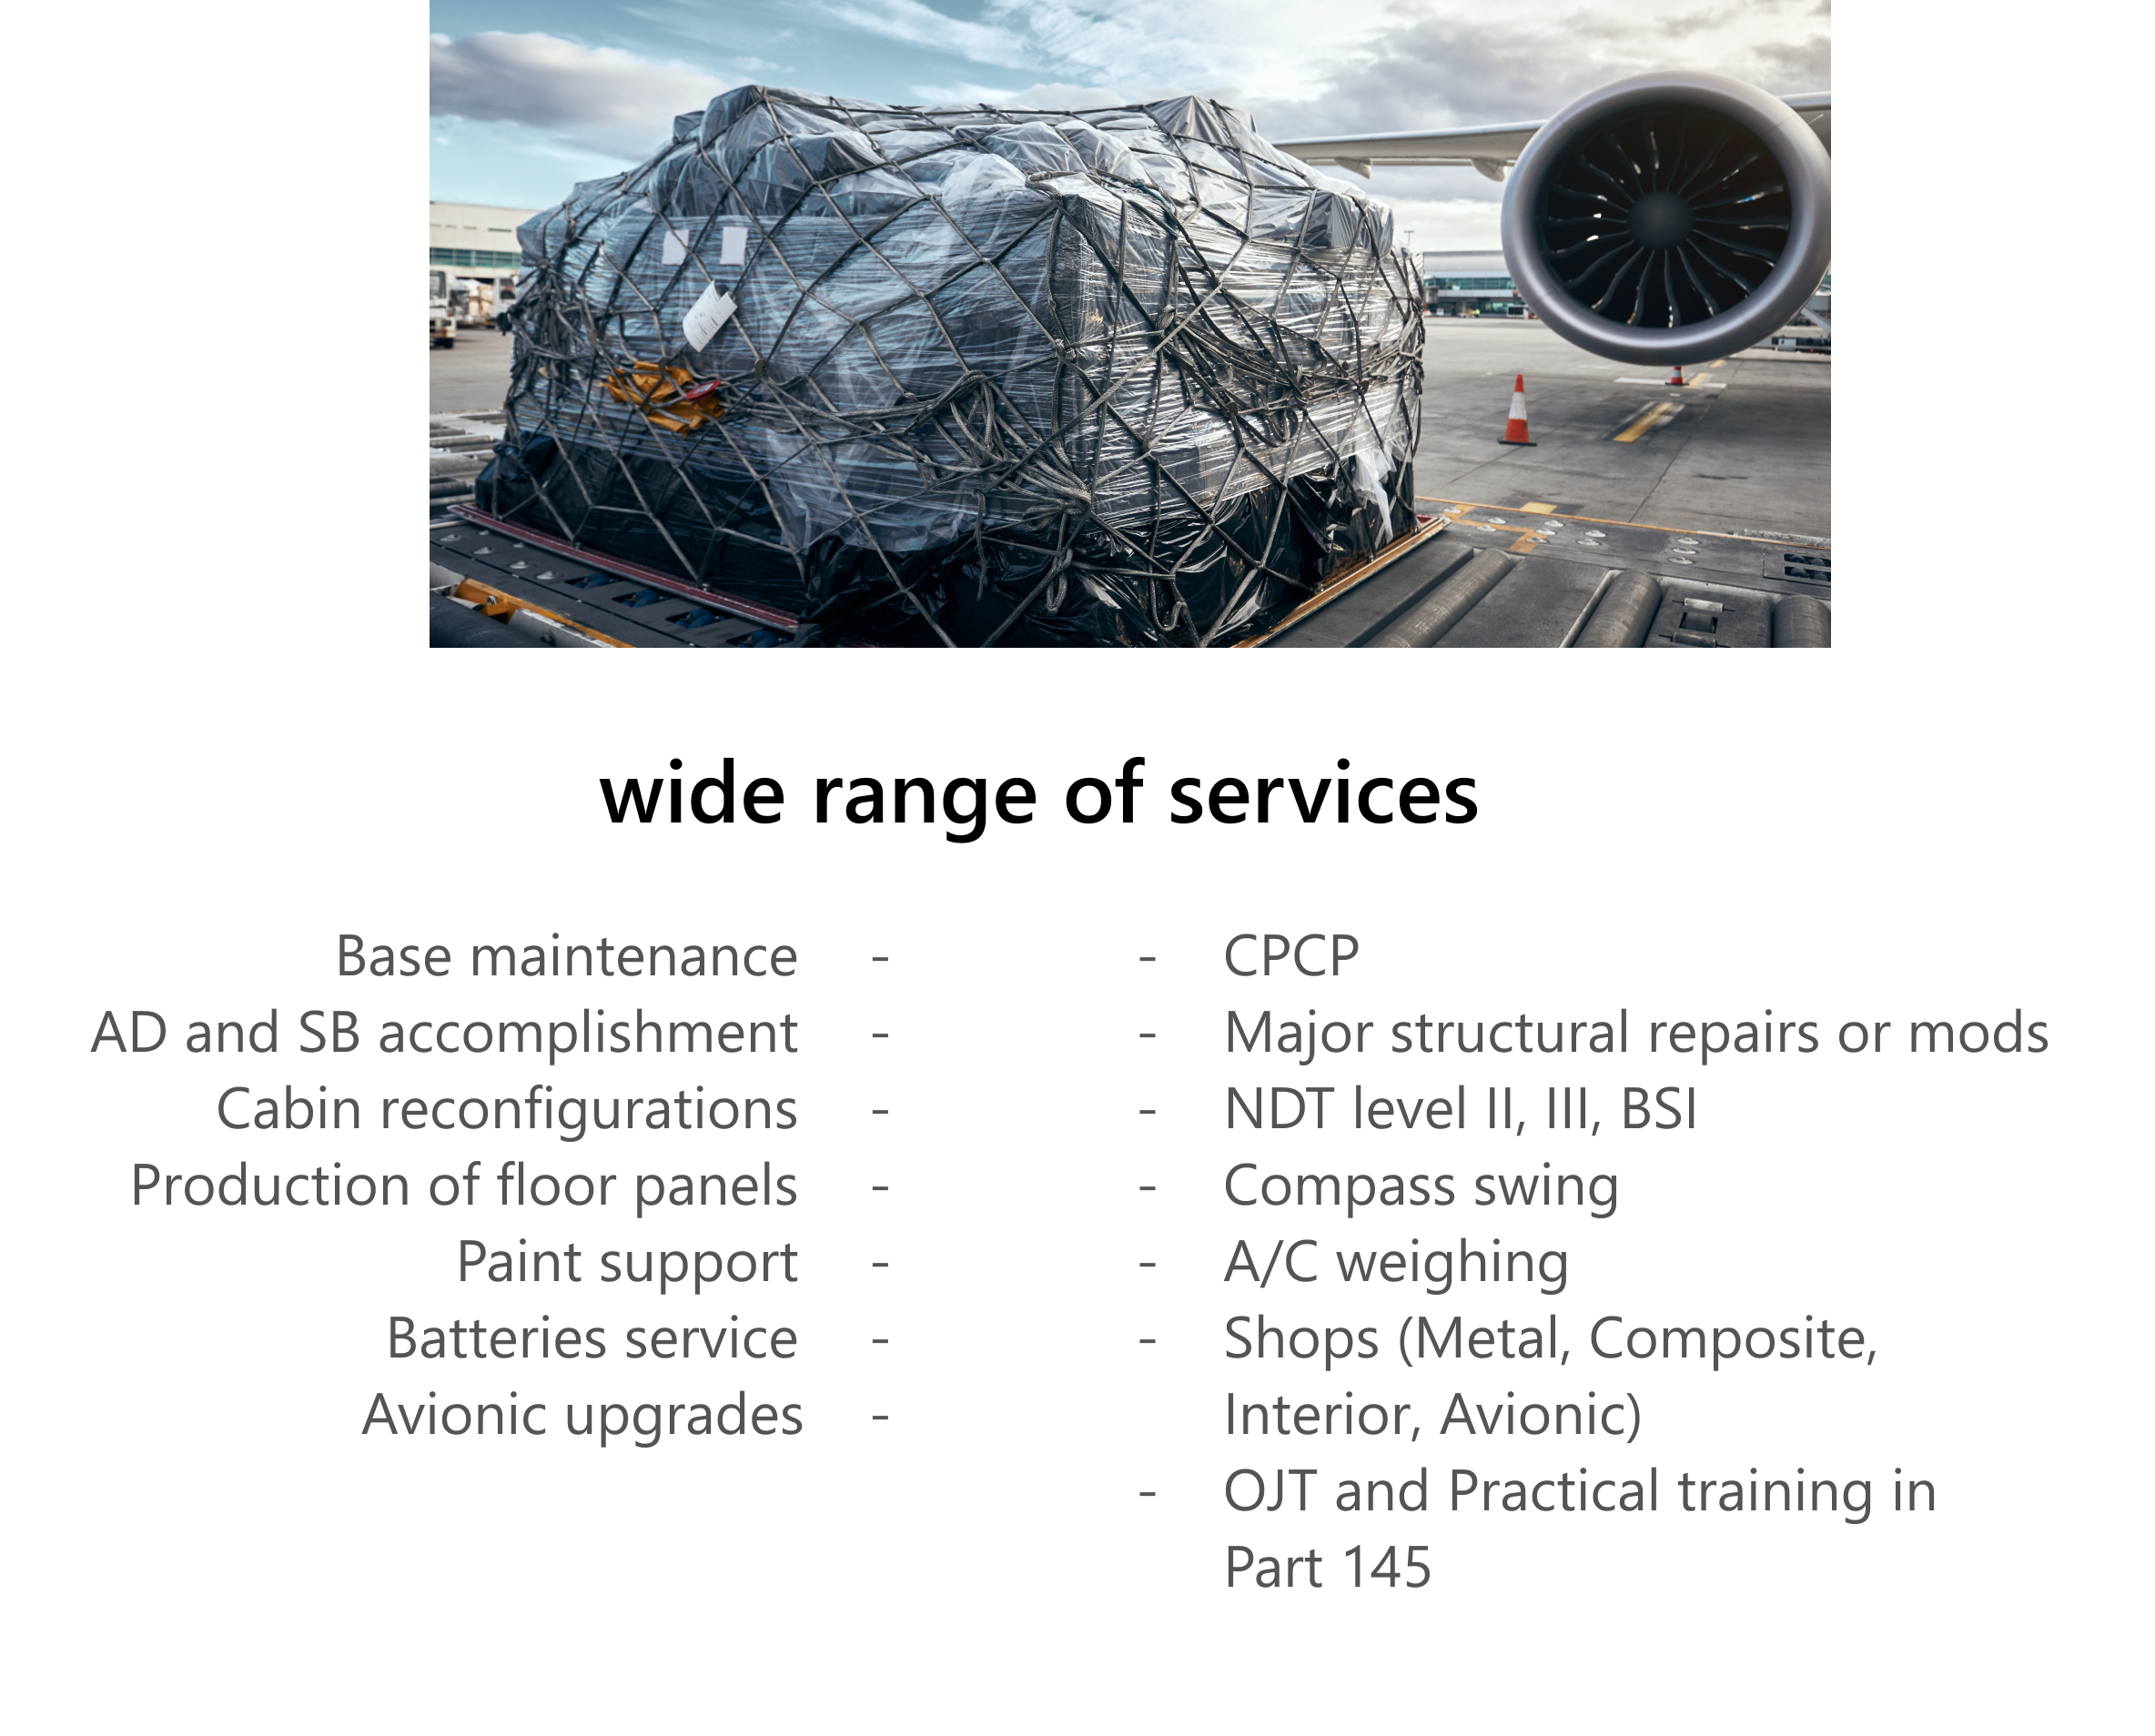 wide range of services
Base maintenance -
AD and SB accomplishment -
Cabin reconfigurations -
Production of floor panels -
Paint support -
Batteries service -
Avionic upgrades -
- CPCP
- Major structural repairs or mods
- NDT level II, III, BSI
- Compass swing
- A/C weighing
- Shops (Metal, Composite,
Interior, Avionic)
- OJT and Practical training in
Part 145